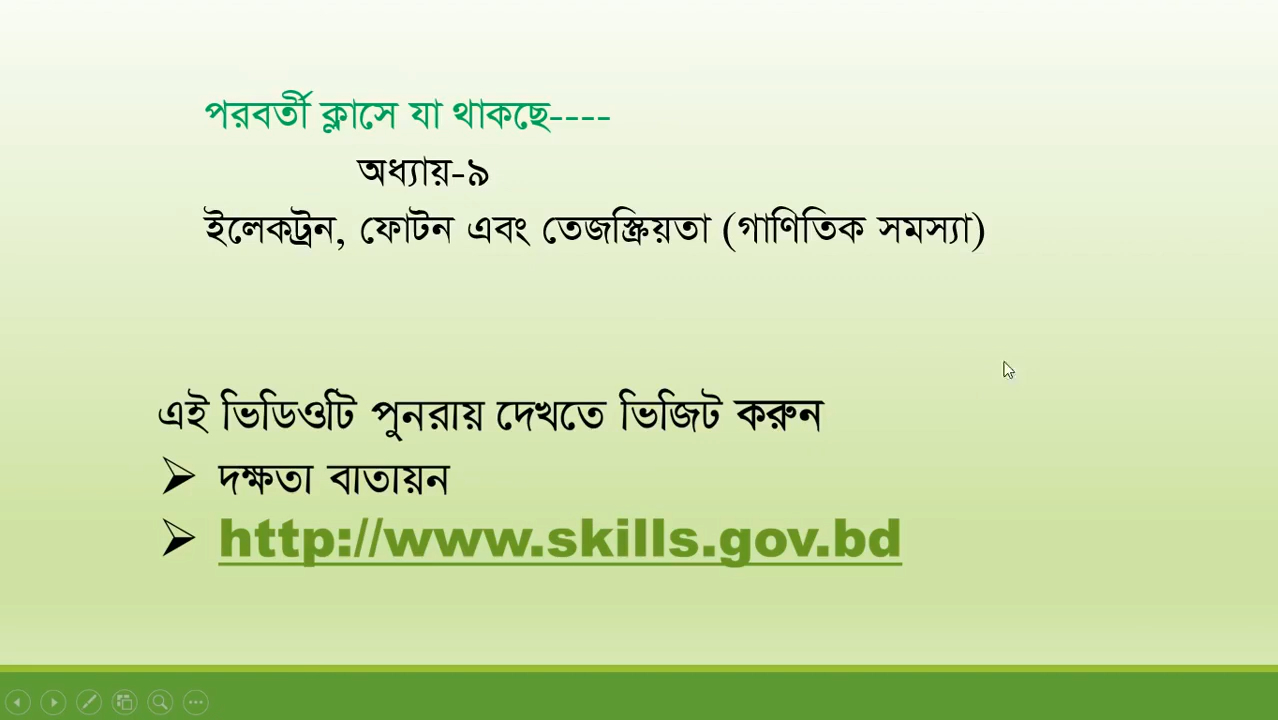 পরবর্তী ক্লাসে যা থাকছে----
অধ্যায়-৯
ইলেকট্রন, ফোটন এবং তেজস্ক্রিয়তা (গাণিতিক সমস্যা)
এই ভিডিওটি পুনরায় দেখতে ভিজিট করুন
➢ দক্ষতা বাতায়ন
➢ http://www.skills.gov.bd